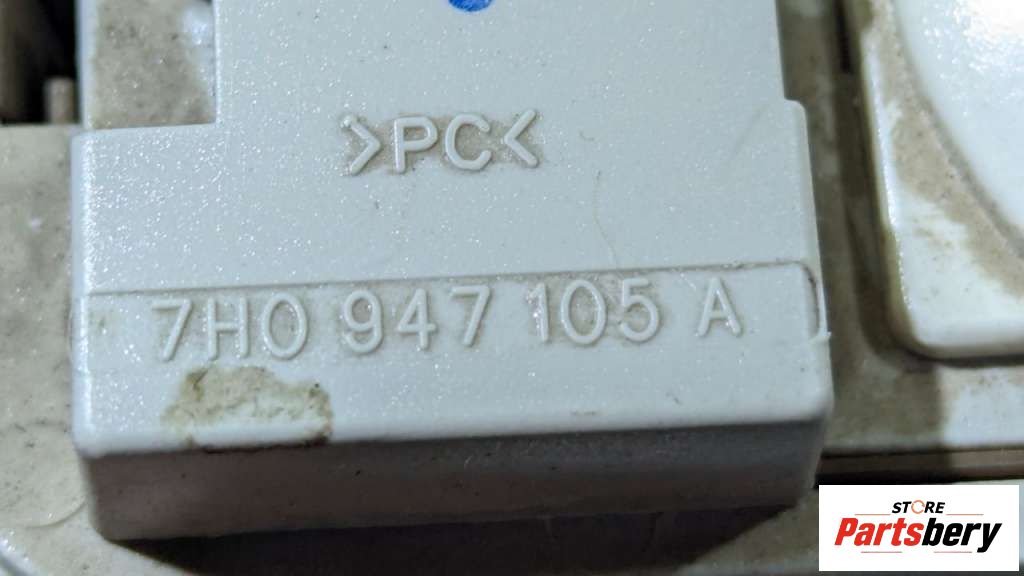 >PC<
7H0 947 105 A
STORE
Partsbery